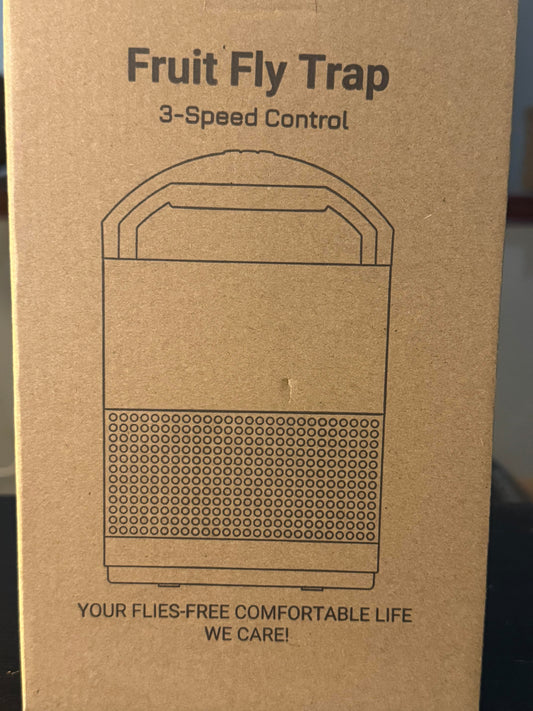 Fruit Fly Trap
3-Speed Control
YOUR FLIES-FREE COMFORTABLE LIFE
WE CARE!